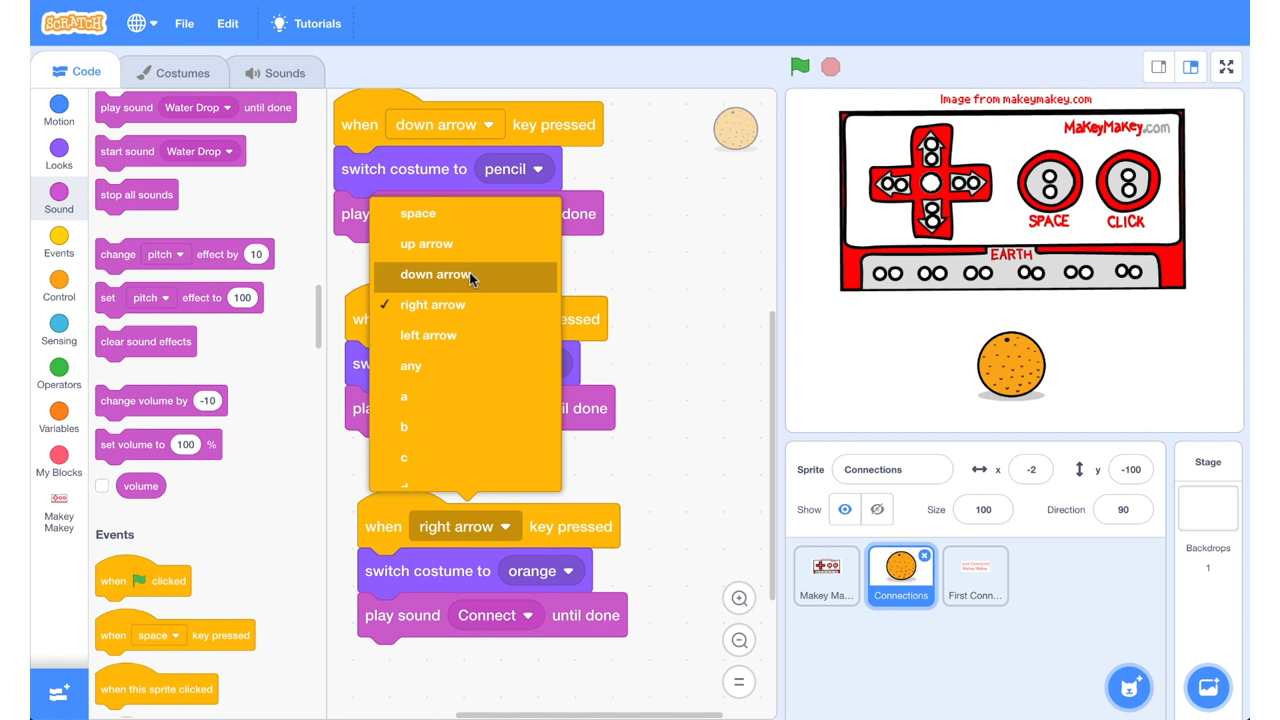 SCRATCH
File
Edit
Tutorials
Code
Costumes
Sounds
Motion
Looks
Sound
Events
Control
Sensing
Operators
Variables
My Blocks
Makey
Makey
play sound Water Drop until done
start sound Water Drop
stop all sounds
change pitch effect by 10
set pitch effect to 100
clear sound effects
change volume by -10
set volume to 100 %
volume
Events
when clicked
when space key pressed
when this sprite clicked
when down arrow key pressed
switch costume to pencil
play done
space
up arrow
down arrow
right arrow
left arrow
any
a
b
c
when right arrow key pressed
switch costume to orange
play sound Connect until done
Image from makeymakey.com
MaKeyMaKey.com
SPACE
CLICK
EARTH
Sprite Connections x -2 y -100
Show Size 100 Direction 90
Makey Ma...
Connections
First Conn...
Stage
Backdrops
1